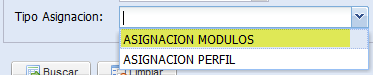 Tipo Asignacion:
ASIGNACION MODULOS
ASIGNACION PERFIL
Buscar
Limpiar